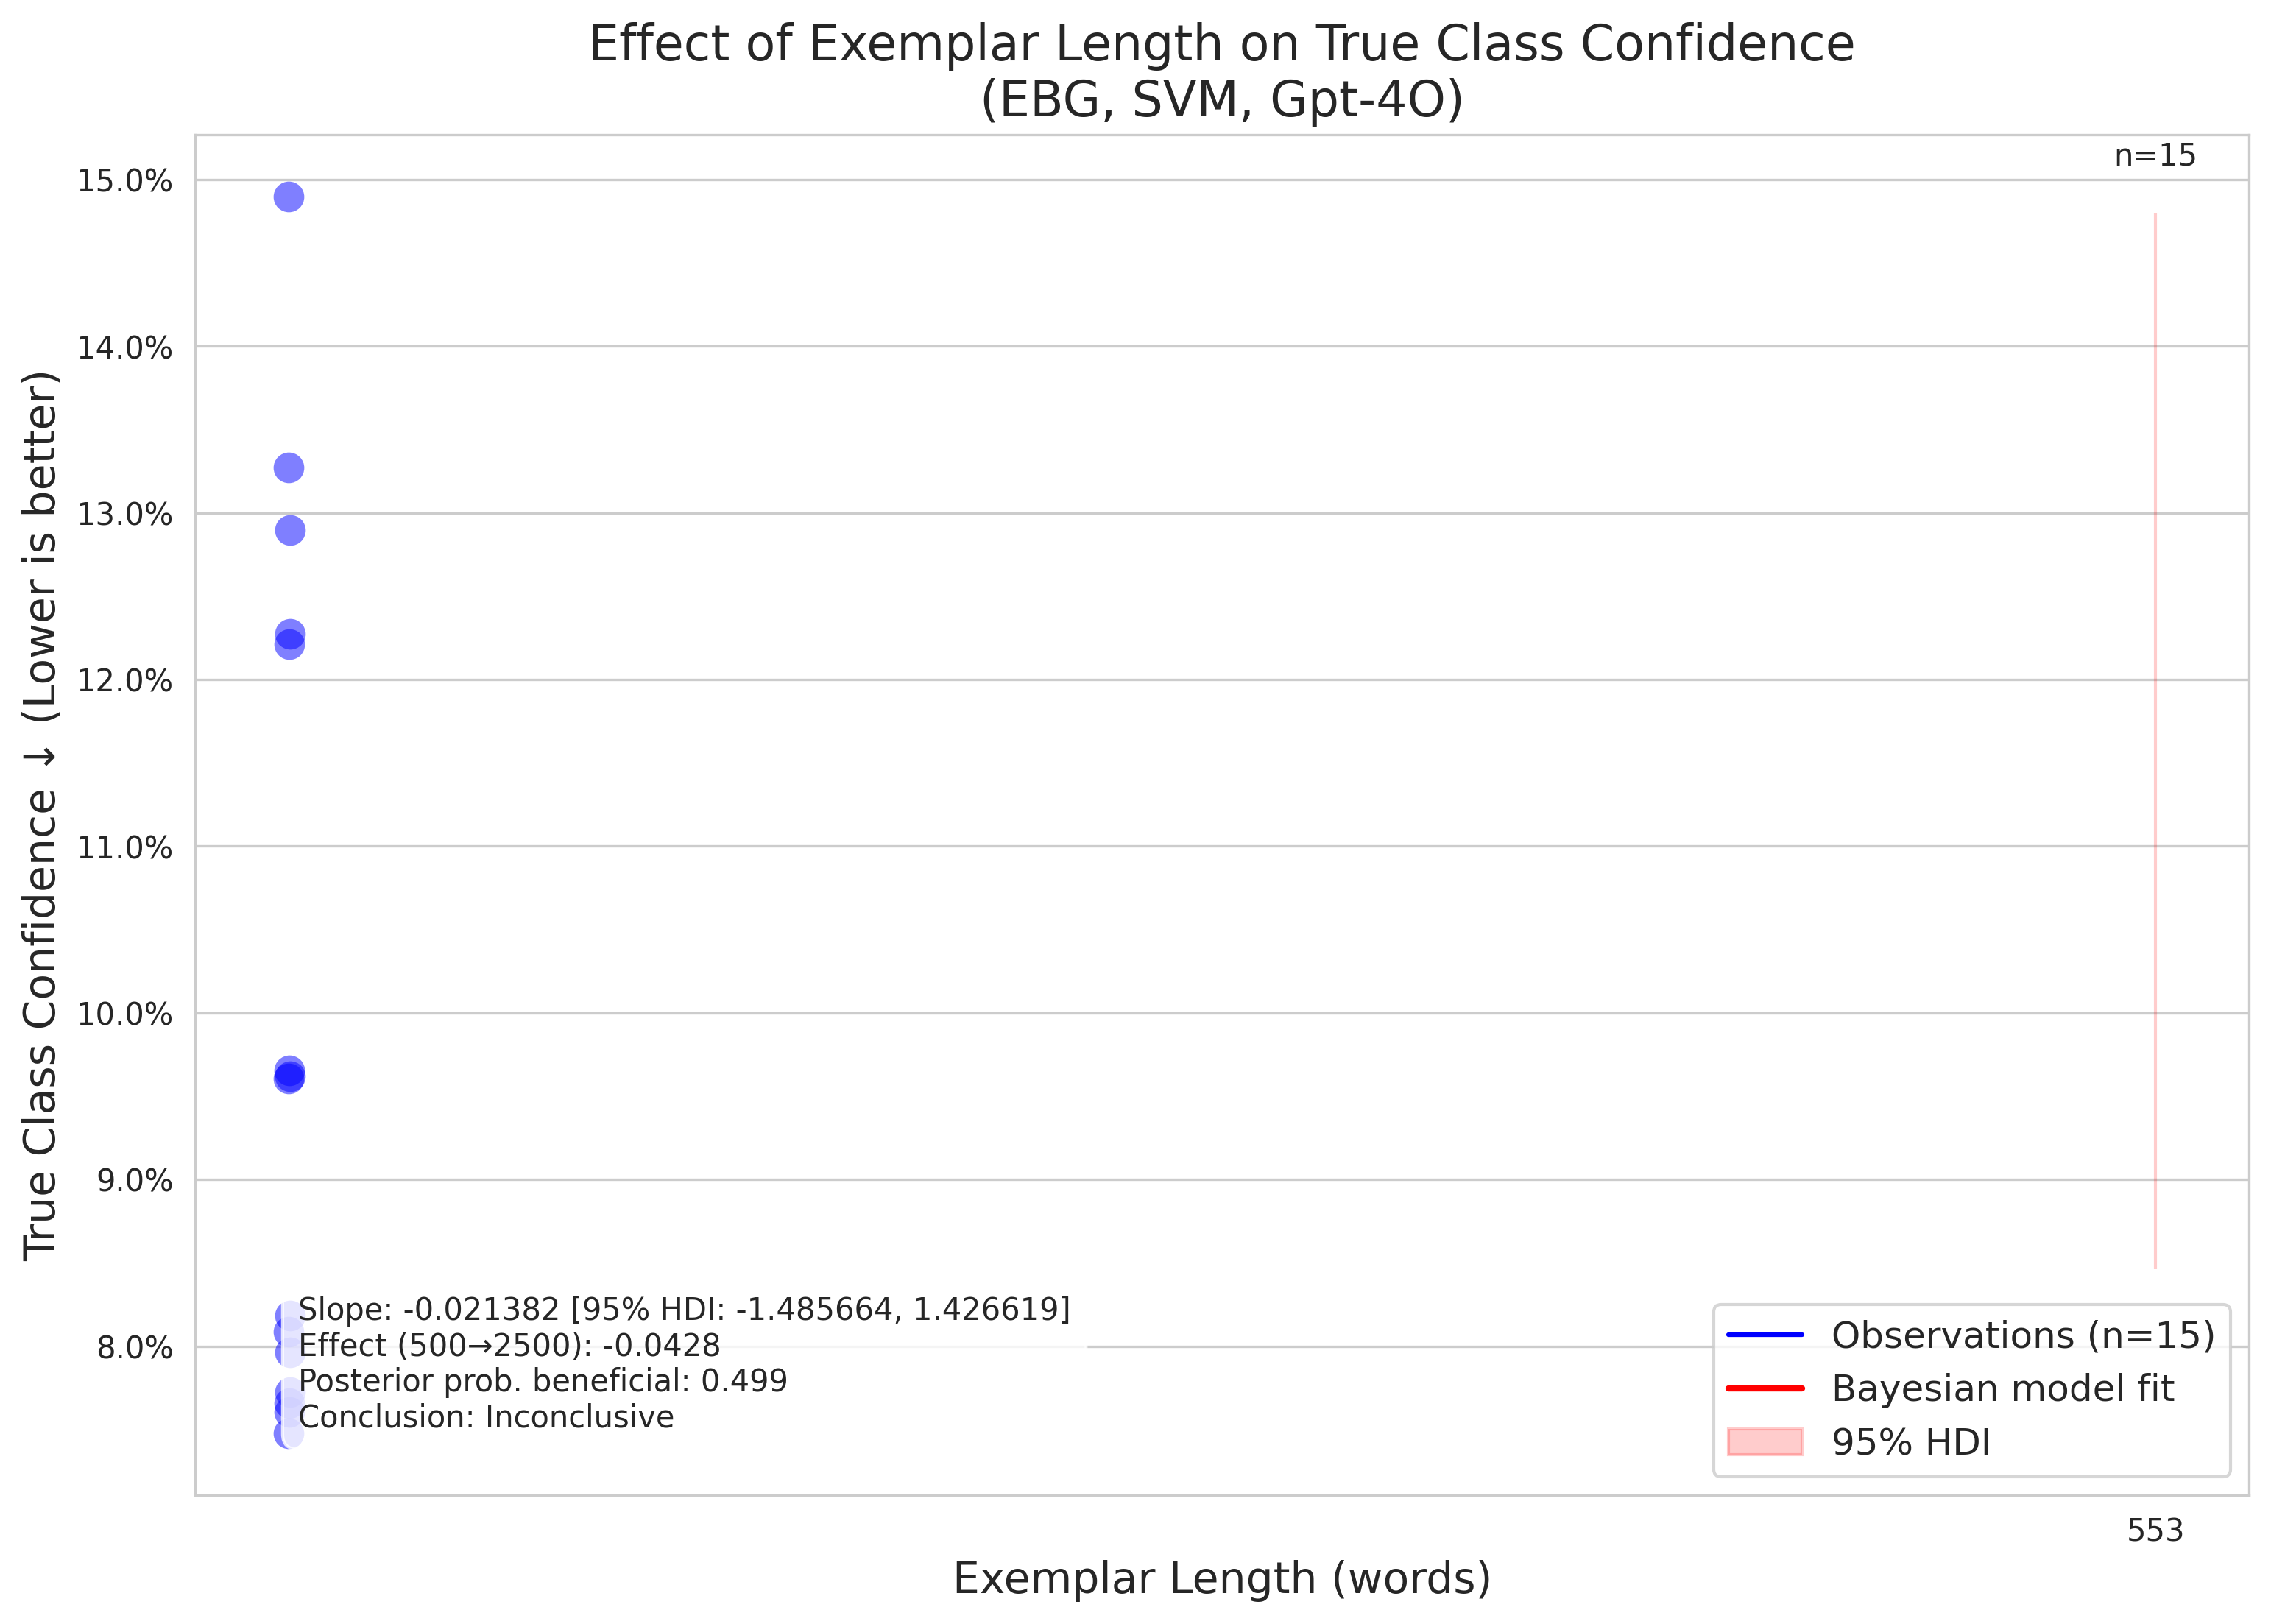 Effect of Exemplar Length on True Class Confidence
(EBG, SVM, Gpt-4O)
True Class Confidence ↓ (Lower is better)
15.0%
14.0%
13.0%
12.0%
11.0%
10.0%
9.0%
8.0%
n=15
Slope: -0.021382 [95% HDI: -1.485664, 1.426619]
Effect (500→2500): -0.0428
Posterior prob. beneficial: 0.499
Conclusion: Inconclusive
Observations (n=15)
Bayesian model fit
95% HDI
553
Exemplar Length (words)